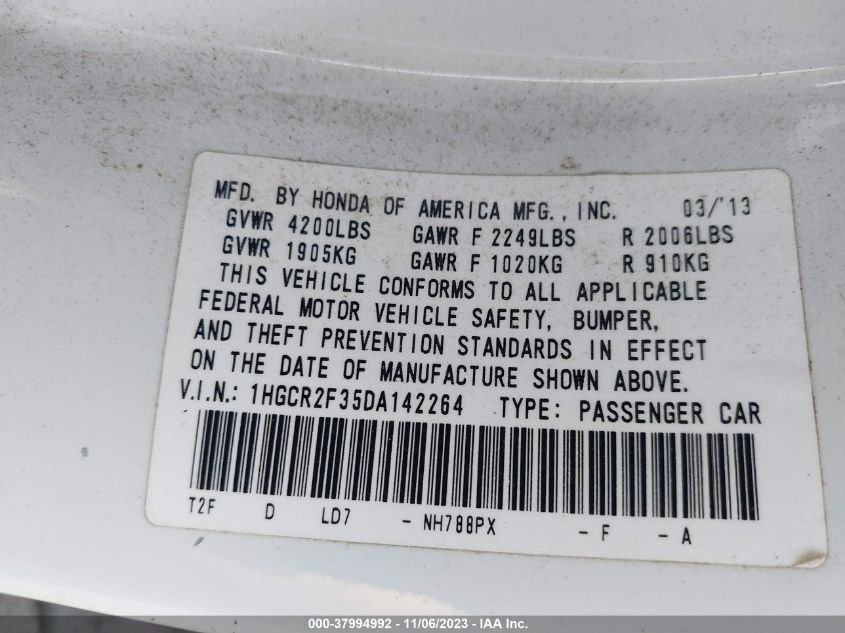 MFD. BY HONDA OF AMERICA MFG., INC. 03/'13
GVWR 4200LBS GAWR F 2249LBS R 2006LBS
GVWR 1905KG GAWR F 1020KG R 910KG
THIS VEHICLE CONFORMS TO ALL APPLICABLE
FEDERAL MOTOR VEHICLE SAFETY, BUMPER,
AND THEFT PREVENTION STANDARDS IN EFFECT
ON THE DATE OF MANUFACTURE SHOWN ABOVE.
V.I.N.: 1HGCR2F35DA142264 TYPE: PASSENGER CAR
T2F D LD7 - NH788PX - F - A
000-37994992 - 11/06/2023 - IAA Inc.